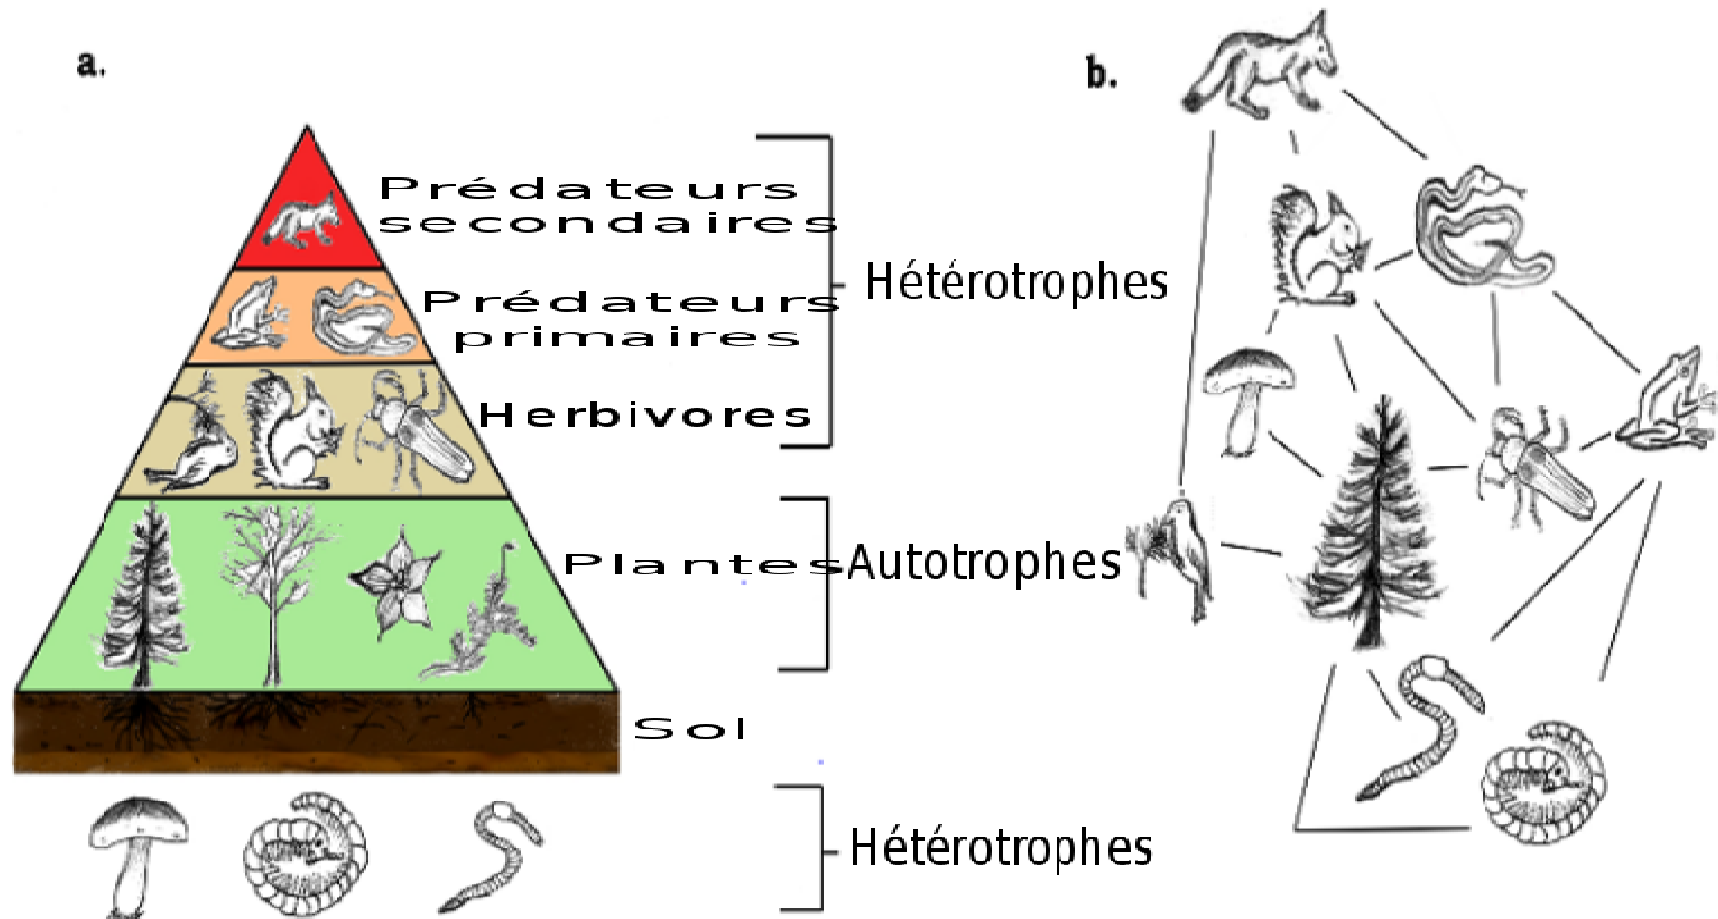 a.
b.
Prédateurs
secondaires
Hétérotrophes
Prédateurs
primaires
Herbivores
Plantes
Autotrophes
Sol
Hétérotrophes